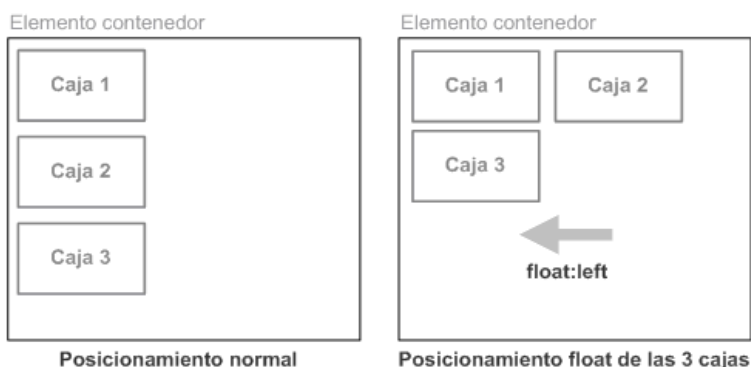 Elemento contenedor
Caja 1
Caja 2
Caja 3
Posicionamiento normal
Elemento contenedor
Caja 1
Caja 2
Caja 3
float:left
Posicionamiento float de las 3 cajas